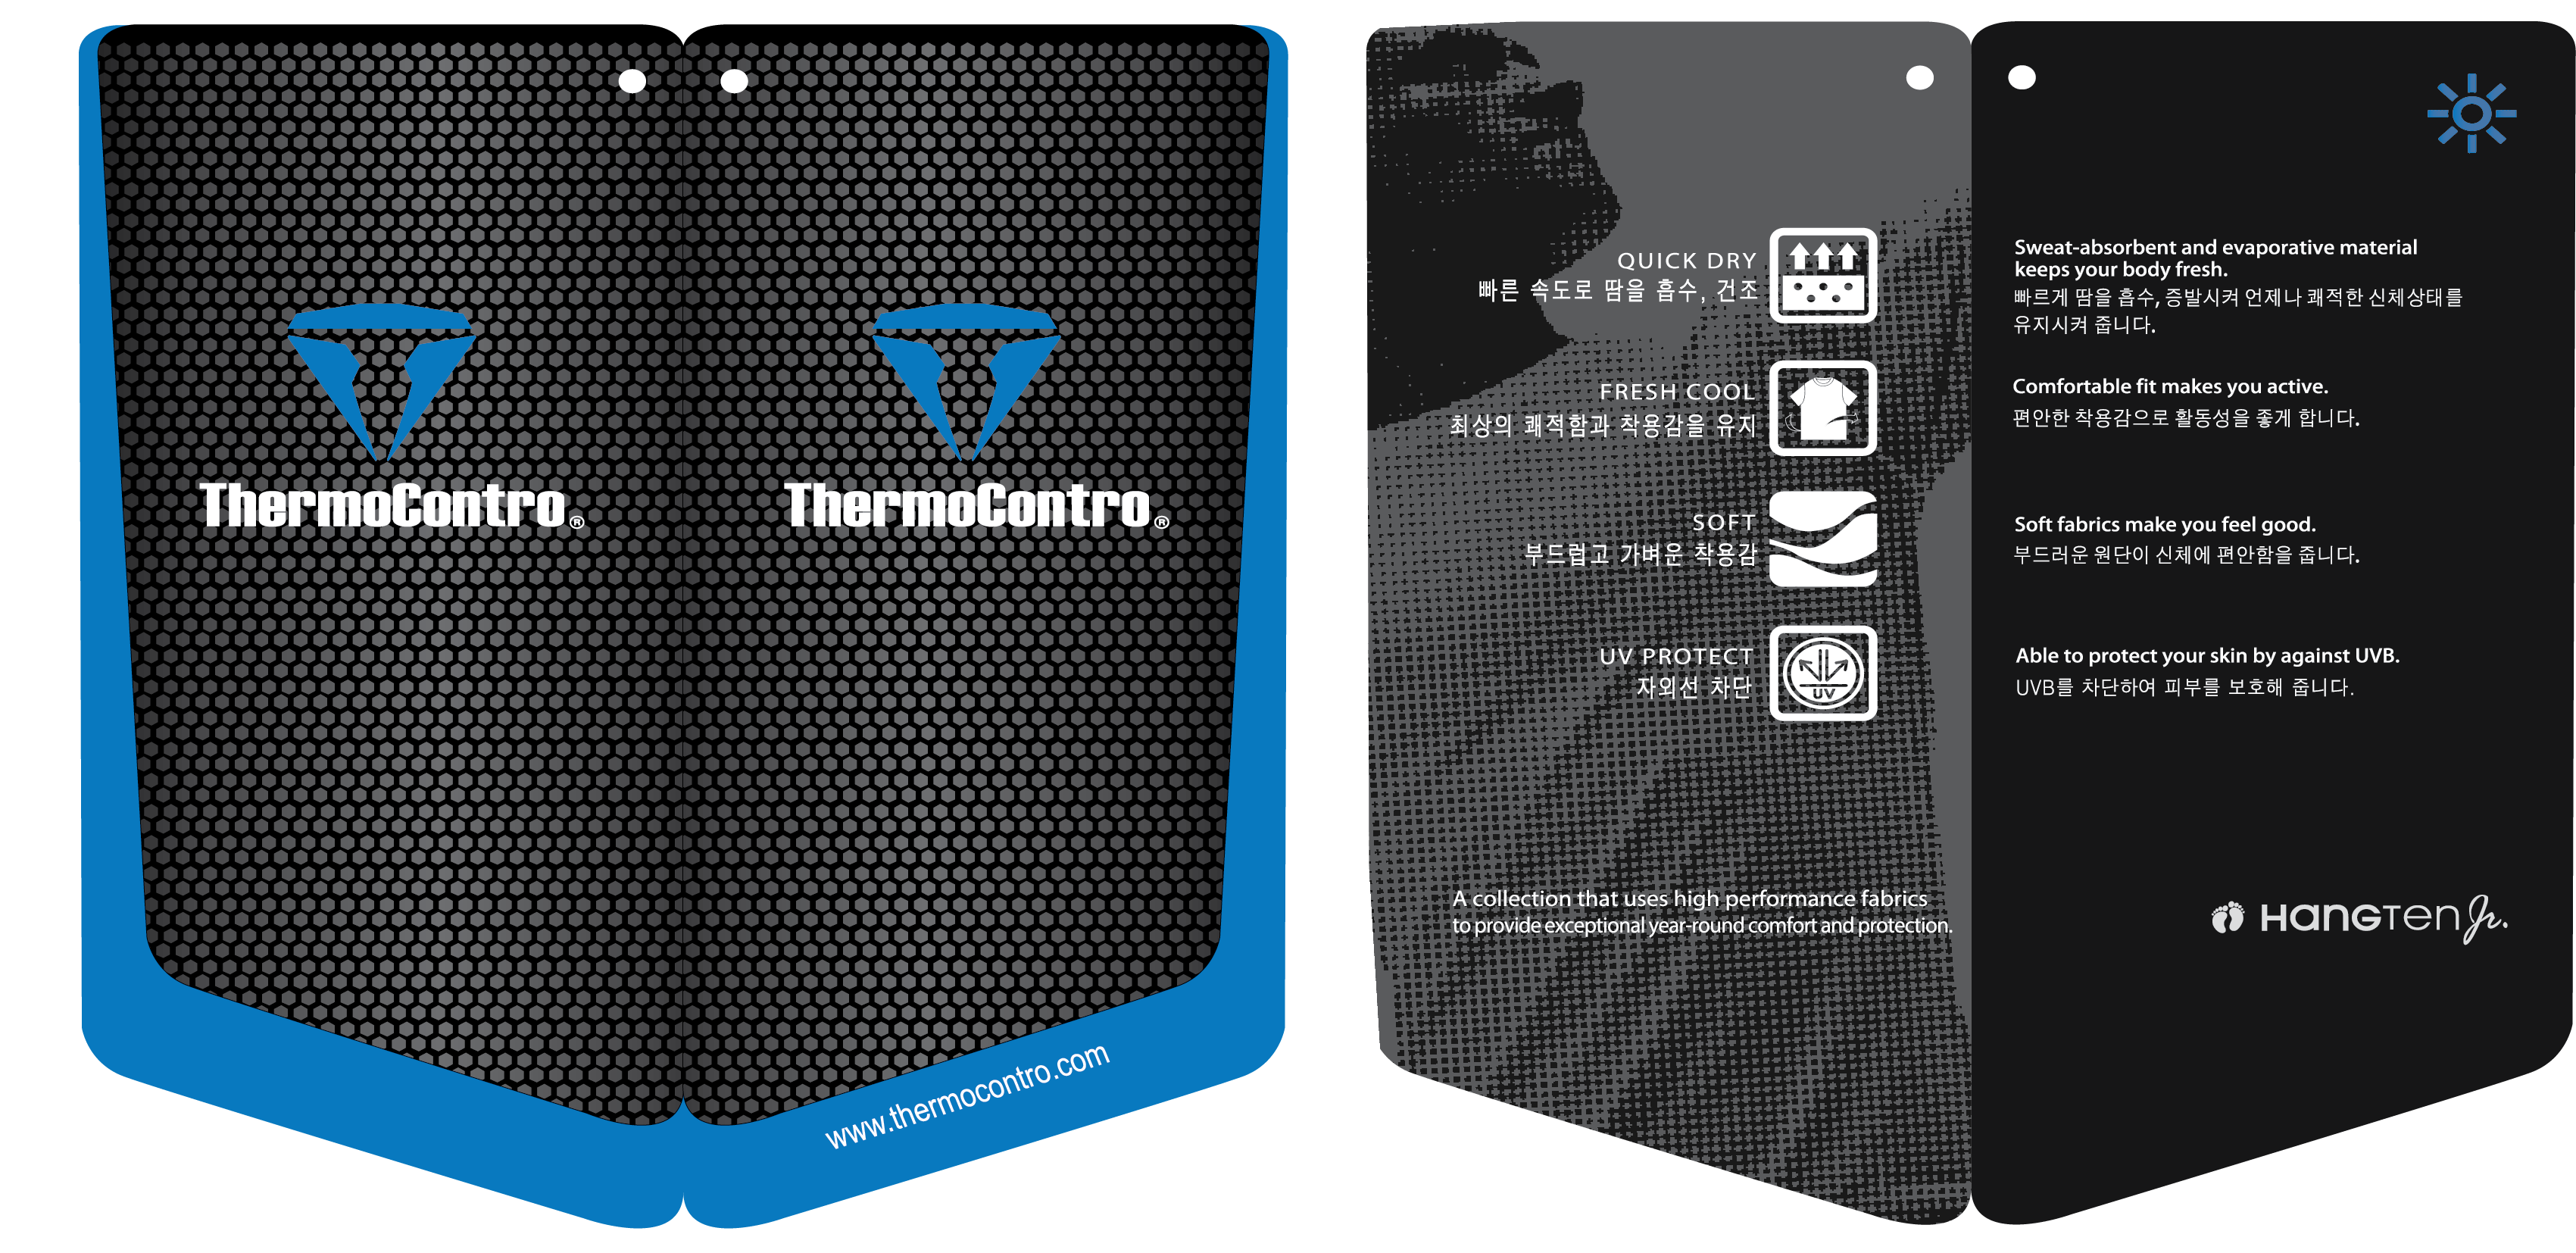 ThermoContro®
ThermoContro®
www.thermocontro.com
QUICK DRY
빠른 속도로 땀을 흡수, 건조
FRESH COOL
최상의 쾌적함과 착용감을 유지
SOFT
부드럽고 가벼운 착용감
UV PROTECT
자외선 차단
UV
A collection that uses high performance fabrics
to provide exceptional year-round comfort and protection.
Sweat-absorbent and evaporative material
keeps your body fresh.
빠르게 땀을 흡수, 증발시켜 언제나 쾌적한 신체상태를
유지시켜 줍니다.
Comfortable fit makes you active.
편안한 착용감으로 활동성을 좋게 합니다.
Soft fabrics make you feel good.
부드러운 원단이 신체에 편안함을 줍니다.
Able to protect your skin by against UVB.
UVB를 차단하여 피부를 보호해 줍니다.
HANGTEN Jr.